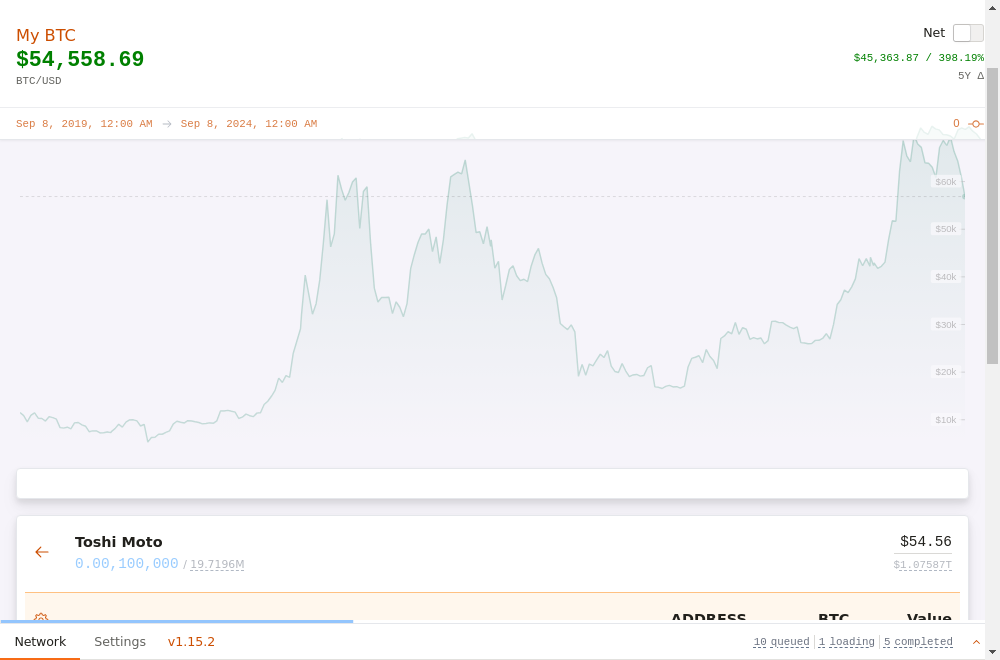 My BTC
Net
$54,558.69
$45,363.87 / 398.19%
BTC/USD
5Y Δ
Sep 8, 2019, 12:00 AM → Sep 8, 2024, 12:00 AM
0
$60k
$50k
$40k
$30k
$20k
$10k
Toshi Moto
$54.56
0.00,100,000 / 19.7196M
$1.07587T
ADDRESS BTC Value
Network Settings v1.15.2
10 queued 1 loading 5 completed